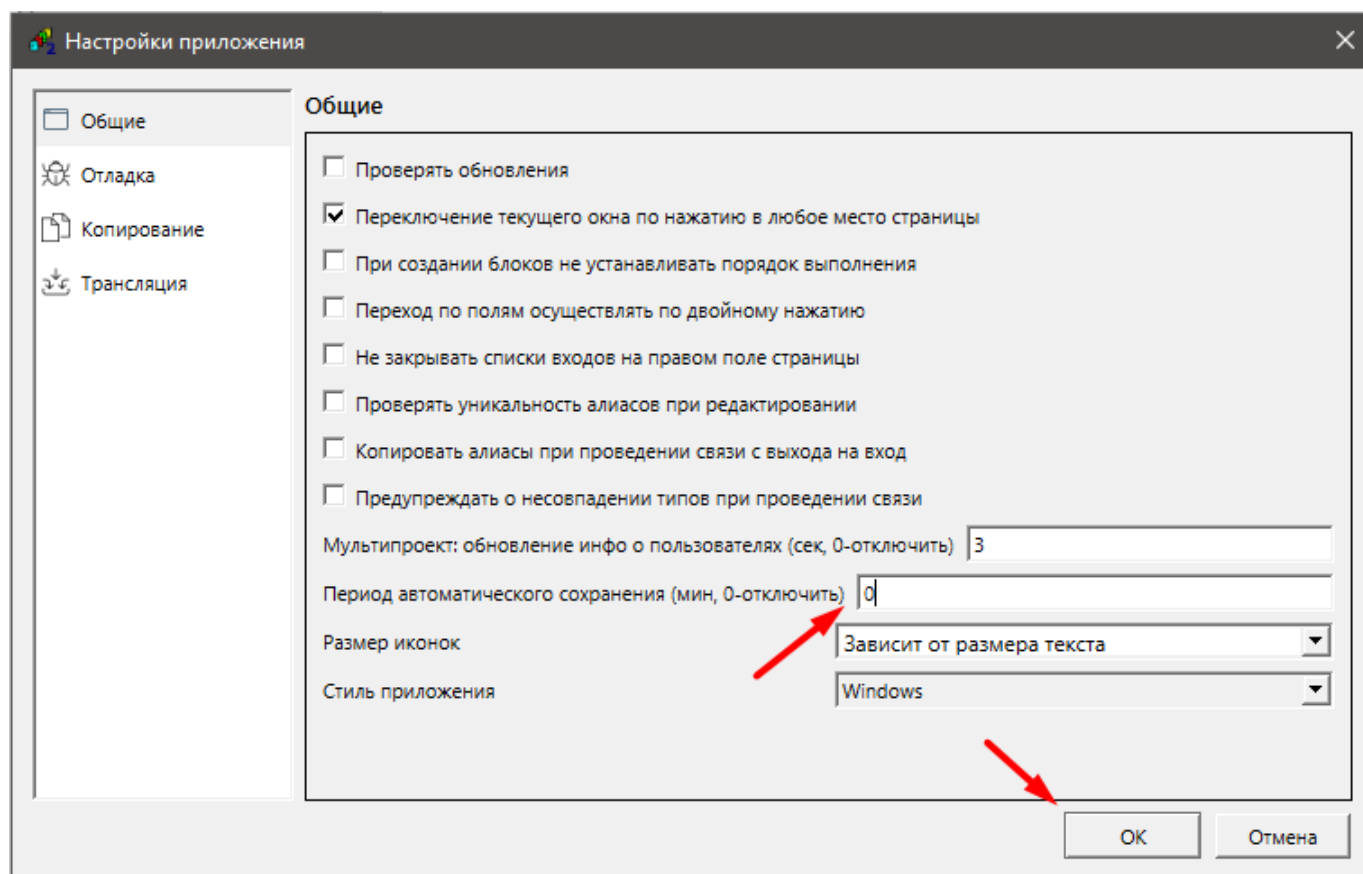 Настройки приложения
Общие
Отладка
Копирование
Трансляция
Общие
Проверять обновления
Переключение текущего окна по нажатию в любое место страницы
При создании блоков не устанавливать порядок выполнения
Переход по полям осуществлять по двойному нажатию
Не закрывать списки входов на правом поле страницы
Проверять уникальность алиасов при редактировании
Копировать алиасы при проведении связи с выхода на вход
Предупреждать о несовпадении типов при проведении связи
Мультипроект: обновление инфо о пользователях (сек, 0-отключить) 3
Период автоматического сохранения (мин, 0-отключить) 0
Размер иконок Зависит от размера текста
Стиль приложения Windows
OK Отмена